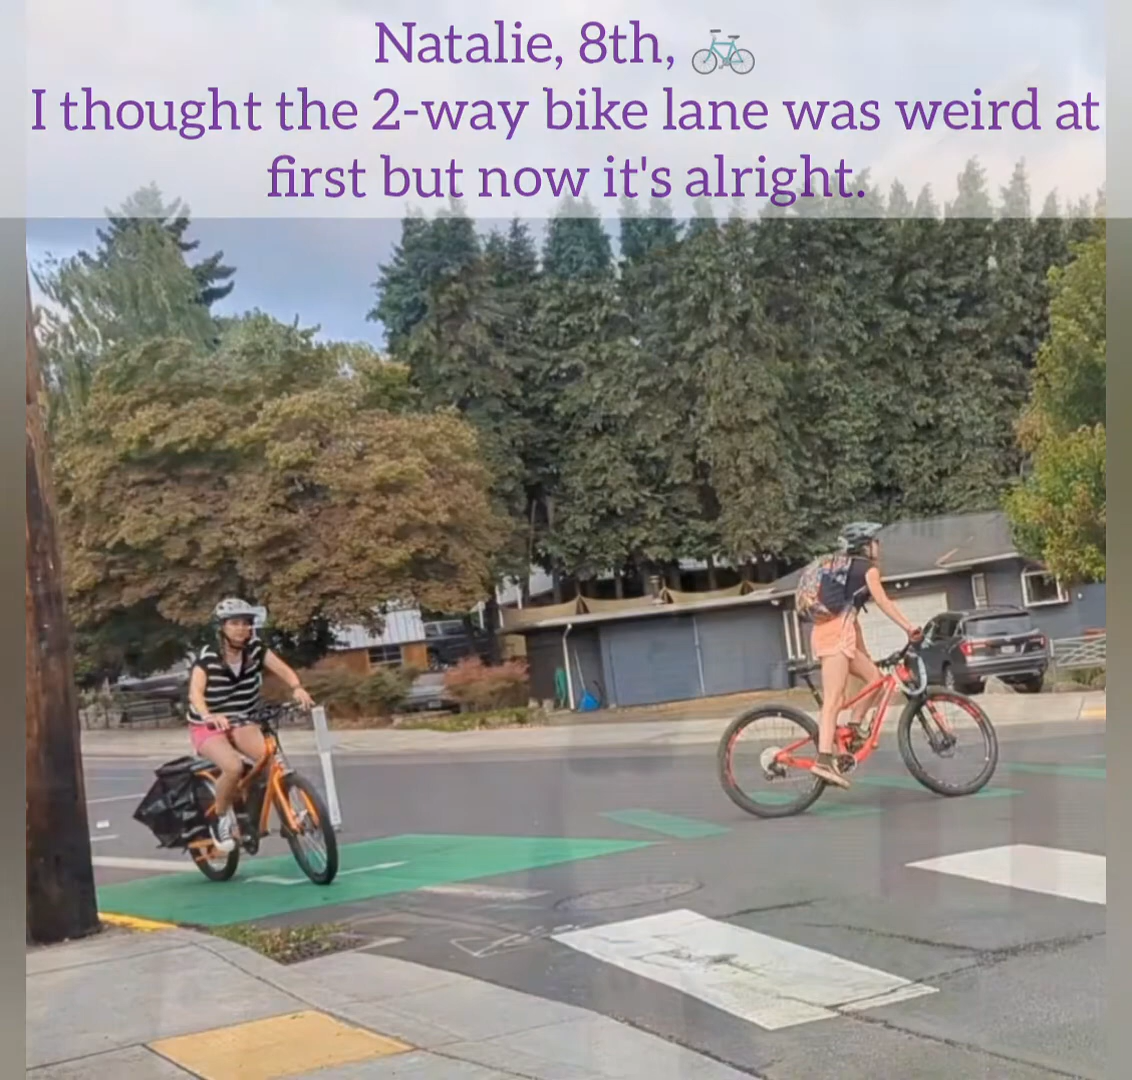 Natalie, 8th, 🚲
I thought the 2-way bike lane was weird at
first but now it's alright.